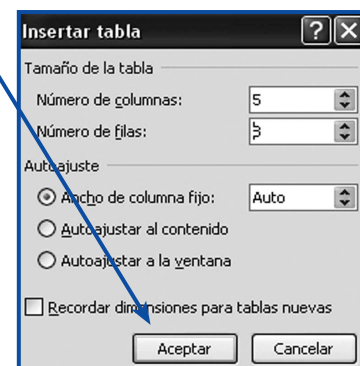 Insertar tabla
Tamaño de la tabla
Número de columnas: 5
Número de filas: 3
Autoajuste
Ancho de columna fijo: Auto
Autoajustar al contenido
Autoajustar a la ventana
Recordar dimensiones para tablas nuevas
Aceptar Cancelar